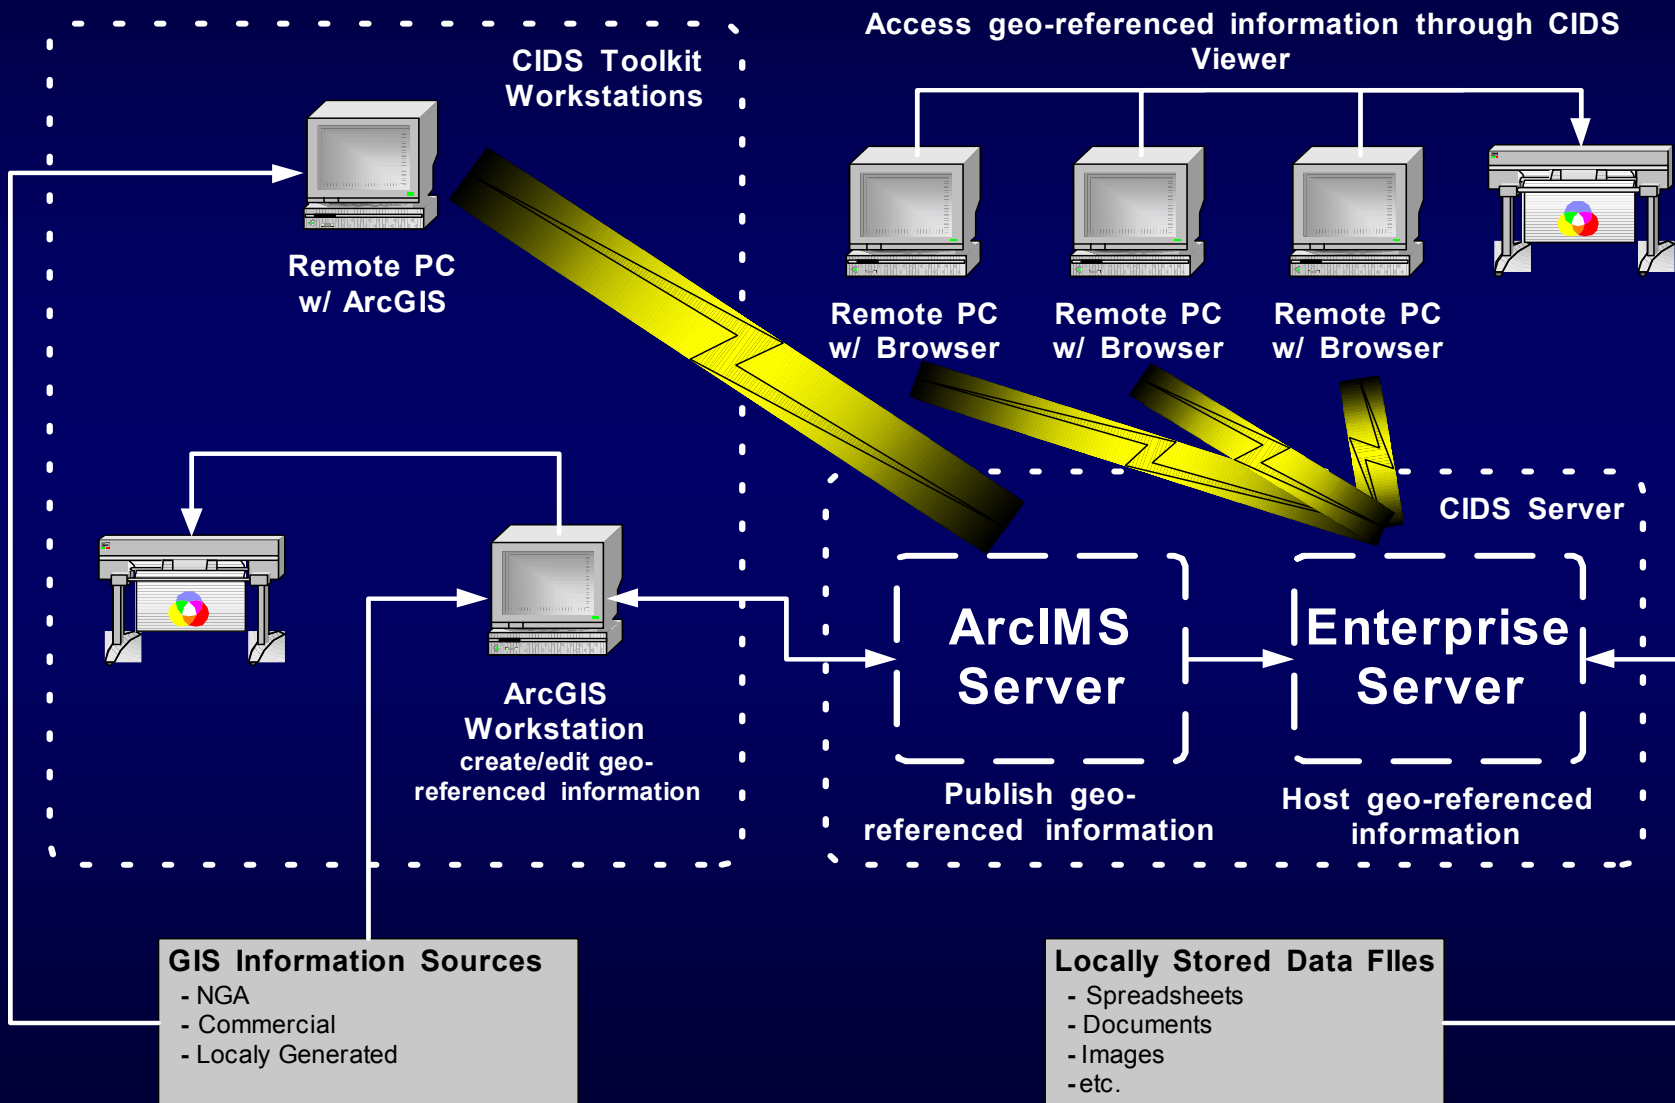 Access geo-referenced information through CIDS
Viewer
CIDS Toolkit
Workstations
Remote PC
w/ ArcGIS
Remote PC
w/ Browser
Remote PC
w/ Browser
Remote PC
w/ Browser
CIDS Server
ArcIMS
Server
Enterprise
Server
ArcGIS
Workstation
create/edit geo-
referenced information
Publish geo-
referenced information
Host geo-referenced
information
GIS Information Sources
- NGA
- Commercial
- Localy Generated
Locally Stored Data FIles
- Spreadsheets
- Documents
- Images
- etc.